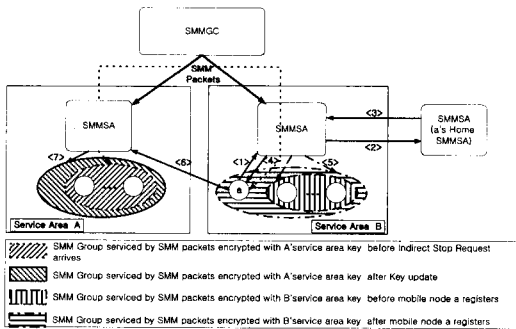 SMMGC
SMM
Packets
SMMSA
SMMSA
SMMSA
(a's Home
SMMSA)
<3>
<2>
<7>
<6>
<1>
<4>
<5>
a
Service Area A
Service Area B
SMM Group serviced by SMM packets encrypted with A'service area key before Indirect Stop Request
arrives
SMM Group serviced by SMM packets encrypted with A'service area key after Key update
SMM Group serviced by SMM packets encrypted with B'service area key before mobile node a registers
SMM Group serviced by SMM packets encrypted with B'service area key after mobile node a registers